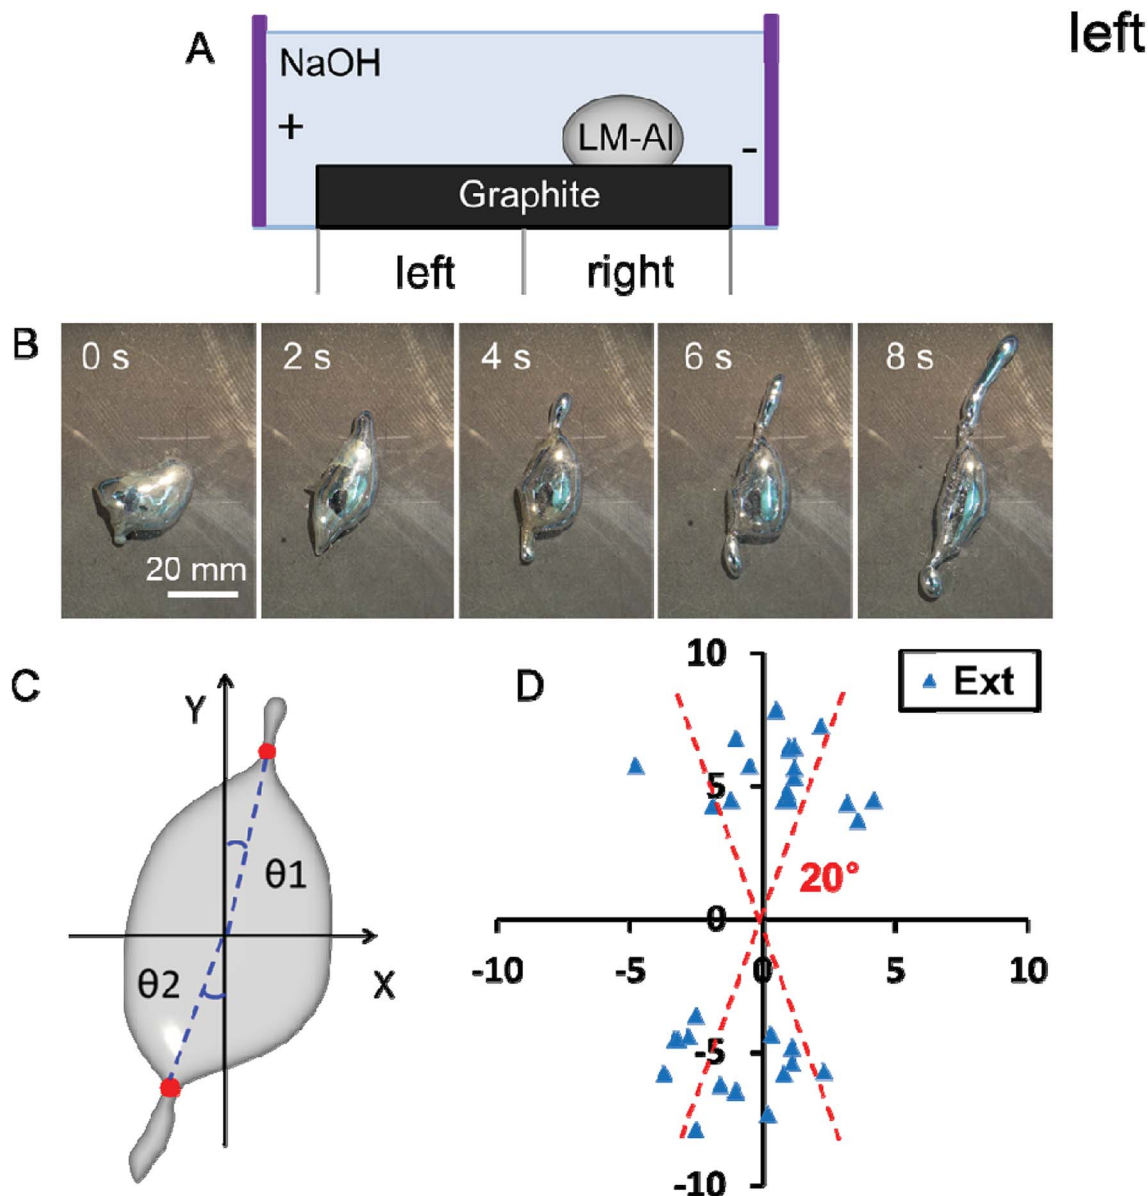 left
A
NaOH
+
LM-Al
-
Graphite
left right
B
0 s 2 s 4 s 6 s 8 s
20 mm
C
Y
θ1
θ2
X
D
10
Ext
5
20°
0
-10 -5 0 5 10
-5
-10